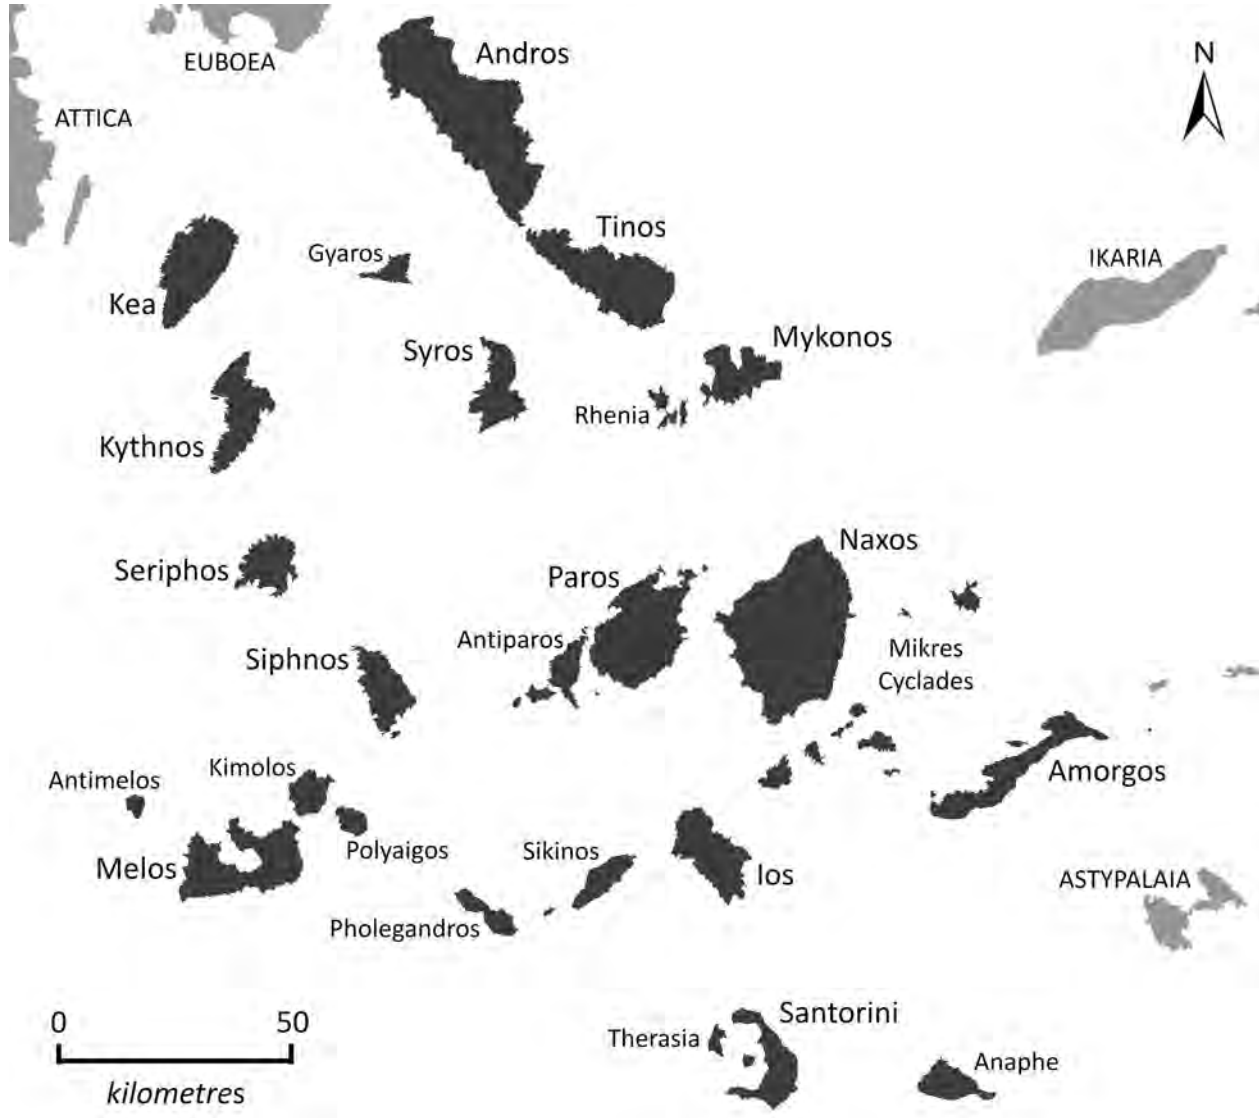 Andros
EUBOEA
N
ATTICA
Tinos
Gyaros
IKARIA
Kea
Mykonos
Syros
Rhenia
Kythnos
Naxos
Seriphos
Paros
Antiparos
Mikres
Cyclades
Siphnos
Kimolos
Antimelos
Amorgos
Polyaigos
Sikinos
Melos
Ios
ASTYPALAIA
Pholegandros
Santorini
0 50
Therasia
Anaphe
kilometres